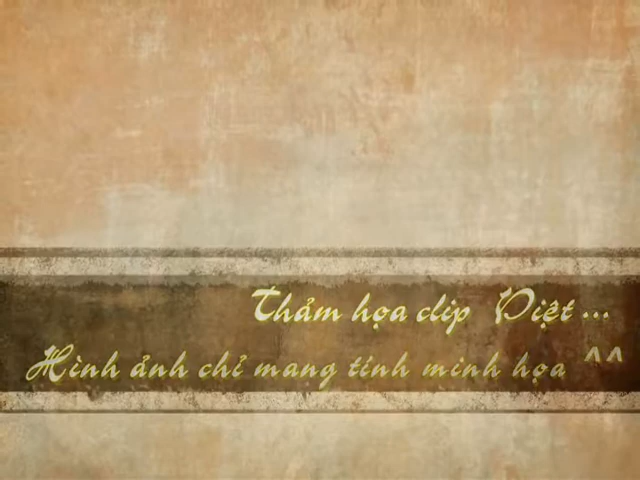 Thảm họa clip Việt ...
Hình ảnh chỉ mang tính minh họa ^^